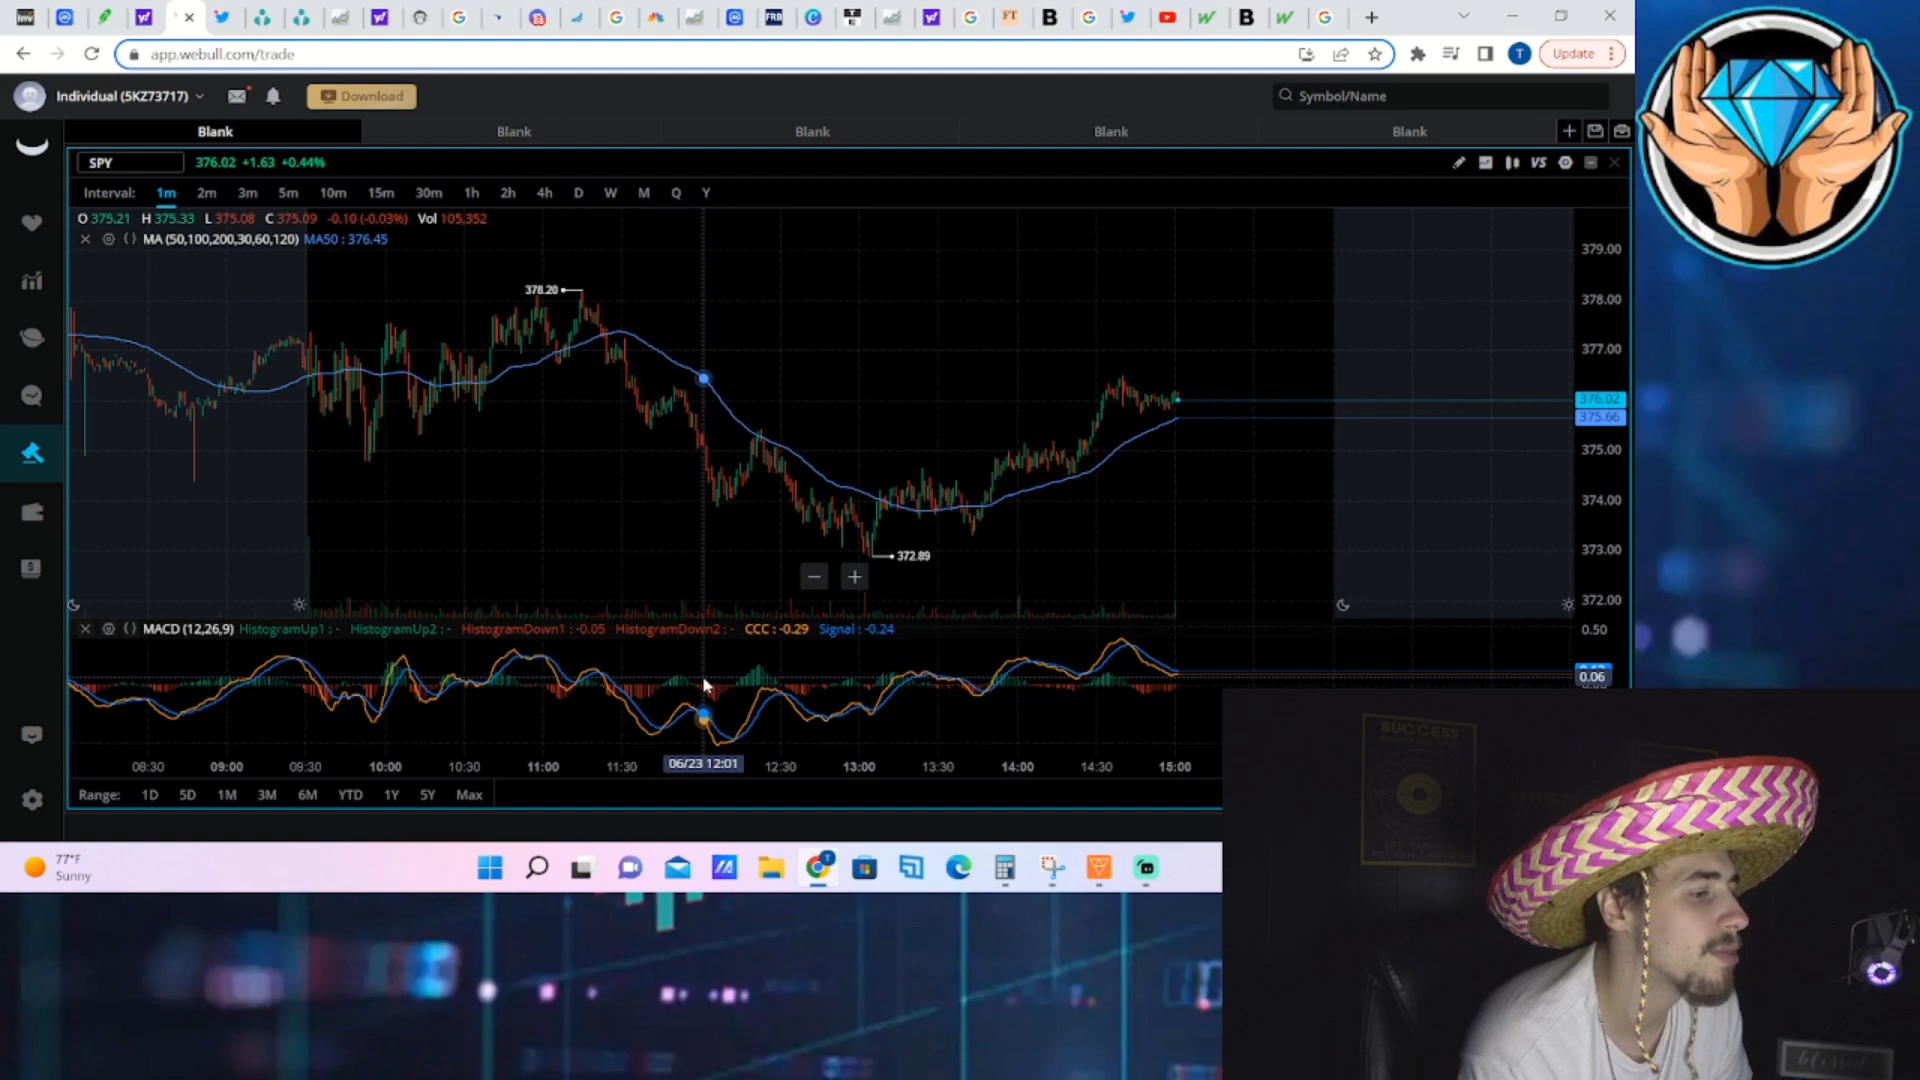 inv
FRB
T
E
FT
B
B
app.webull.com/trade
T
Update
Individual (5KZ73717)
Download
Symbol/Name
Blank
Blank
Blank
Blank
Blank
SPY
376.02 +1.63 +0.44%
VS
Interval: 1m 2m 3m 5m 10m 15m 30m 1h 2h 4h D W M Q Y
O 375.21 H 375.33 L 375.08 C 375.09 -0.10 (-0.03%) Vol 105,352
MA (50,100,200,30,60,120) MA50 : 376.45
379.00
378.20
378.00
377.00
376.02
375.66
375.00
374.00
373.00
372.89
372.00
MACD (12,26,9) HistogramUp1 : - HistogramUp2 : - HistogramDown1 : -0.05 HistogramDown2 : - CCC : -0.29 Signal : -0.24
0.50
0.06
08:30 09:00 09:30 10:00 10:30 11:00 11:30 06/23 12:01 12:30 13:00 13:30 14:00 14:30 15:00
Range: 1D 5D 1M 3M 6M YTD 1Y 5Y Max
77°F
Sunny
SUCCESS
blessed